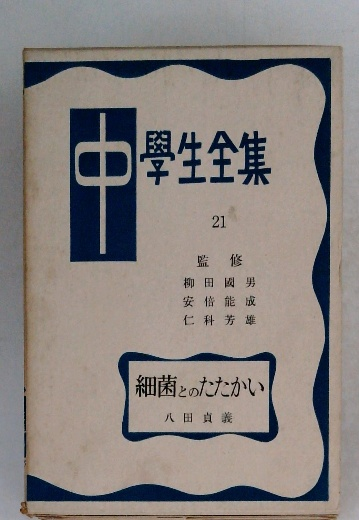 中學生全集
21
監修
柳田國男
安倍能成
仁科芳雄
細菌とのたたかい
八田貞義